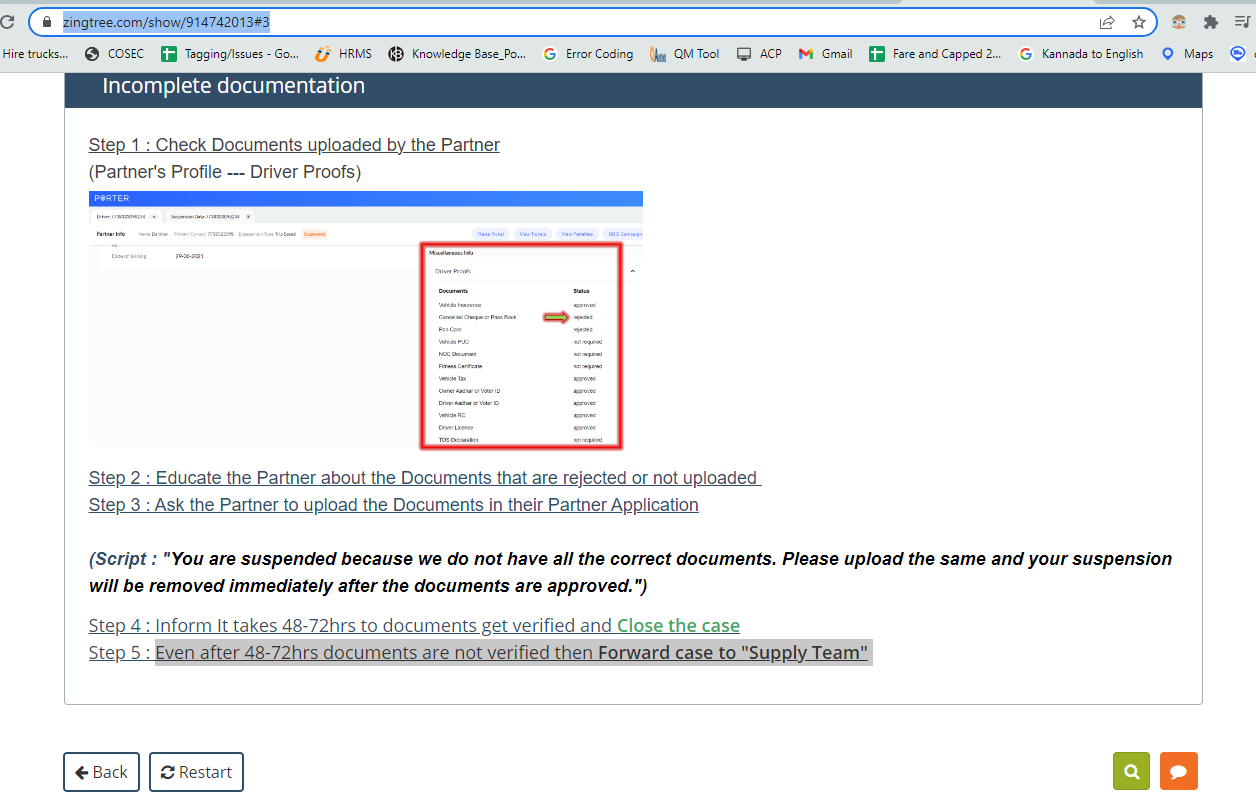 zingtree.com/show/914742013#3
Hire trucks...
COSEC
Tagging/Issues - Go...
HRMS
Knowledge Base_Po...
Error Coding
QM Tool
ACP
Gmail
Fare and Capped 2...
Kannada to English
Maps
Incomplete documentation
Step 1 : Check Documents uploaded by the Partner
(Partner's Profile --- Driver Proofs)
PORTER
Partner Info
Suspended
Raise Ticket
View Tickets
View Penalties
MBG Campaign
Date of Joining 29-06-2021
Miscellaneous Info
Driver Proofs
Documents Status
Vehicle Insurance approved
Cancelled Cheque or Pass Book rejected
Pan Card rejected
Vehicle PUC not required
NOC Document not required
Fitness Certificate not required
Vehicle Tax approved
Owner Aadhar or Voter ID approved
Driver Aadhar or Voter ID approved
Vehicle RC approved
Driver Licence approved
TDS Declaration not required
Step 2 : Educate the Partner about the Documents that are rejected or not uploaded
Step 3 : Ask the Partner to upload the Documents in their Partner Application
(Script : "You are suspended because we do not have all the correct documents. Please upload the same and your suspension
will be removed immediately after the documents are approved.")
Step 4 : Inform It takes 48-72hrs to documents get verified and Close the case
Step 5 : Even after 48-72hrs documents are not verified then Forward case to "Supply Team"
Back
Restart